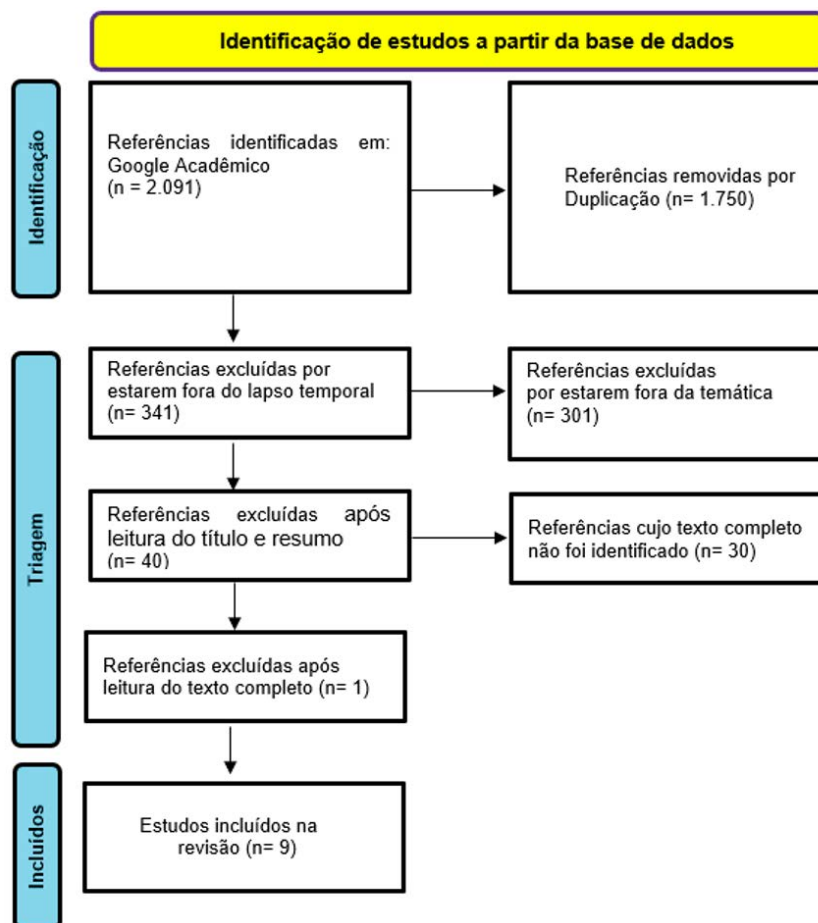 Identificação de estudos a partir da base de dados
Identificação
Referências identificadas em:
Google Acadêmico
(n = 2.091)
Referências removidas por
Duplicação (n= 1.750)
Triagem
Referências excluídas por
estarem fora do lapso temporal
(n= 341)
Referências excluídas
por estarem fora da temática
(n= 301)
Referências excluídas após
leitura do título e resumo
(n= 40)
Referências cujo texto completo
não foi identificado (n= 30)
Referências excluídas após
leitura do texto completo (n= 1)
Incluídos
Estudos incluídos na
revisão (n= 9)